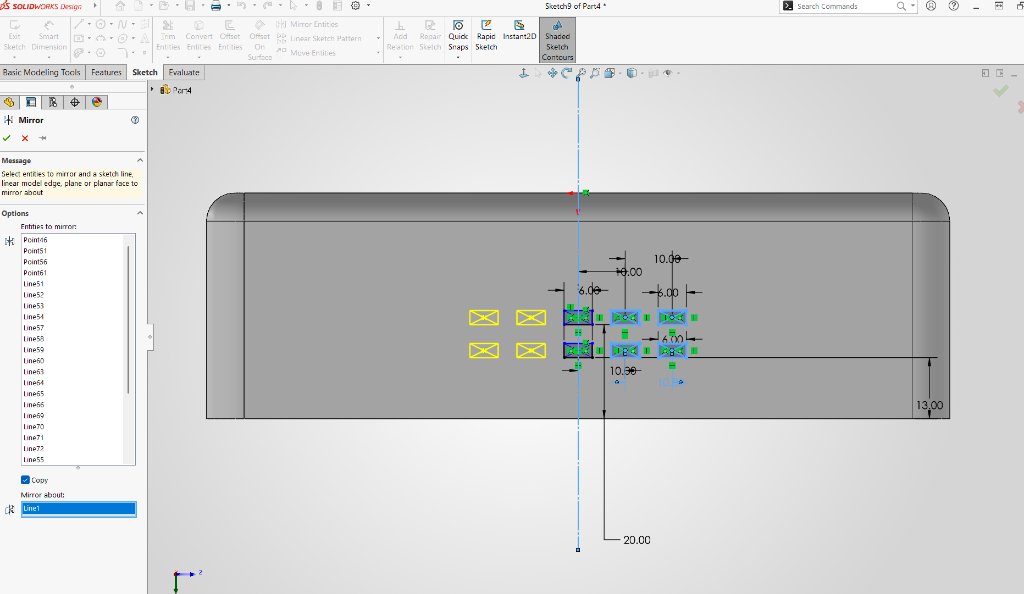 SOLIDWORKS Design
Sketch9 of Part4 *
Search Commands
Exit Sketch
Smart Dimension
Trim Entities
Convert Entities
Offset Entities
Offset On Surface
Mirror Entities
Linear Sketch Pattern
Move Entities
Add Relation
Repair Sketch
Quick Snaps
Rapid Sketch
Instant2D
Shaded Sketch Contours
Basic Modeling Tools
Features
Sketch
Evaluate
Part4
Mirror
Message
Select entities to mirror and a sketch line,
linear model edge, plane or planar face to
mirror about
Options
Entities to mirror:
Point46
Point51
Point56
Point61
Line51
Line52
Line53
Line54
Line57
Line58
Line59
Line60
Line63
Line64
Line65
Line66
Line69
Line70
Line71
Line72
Line55
Copy
Mirror about:
Line1
10.00
10.00
6.00
6.00
6.00
10.00
13.00
20.00
z